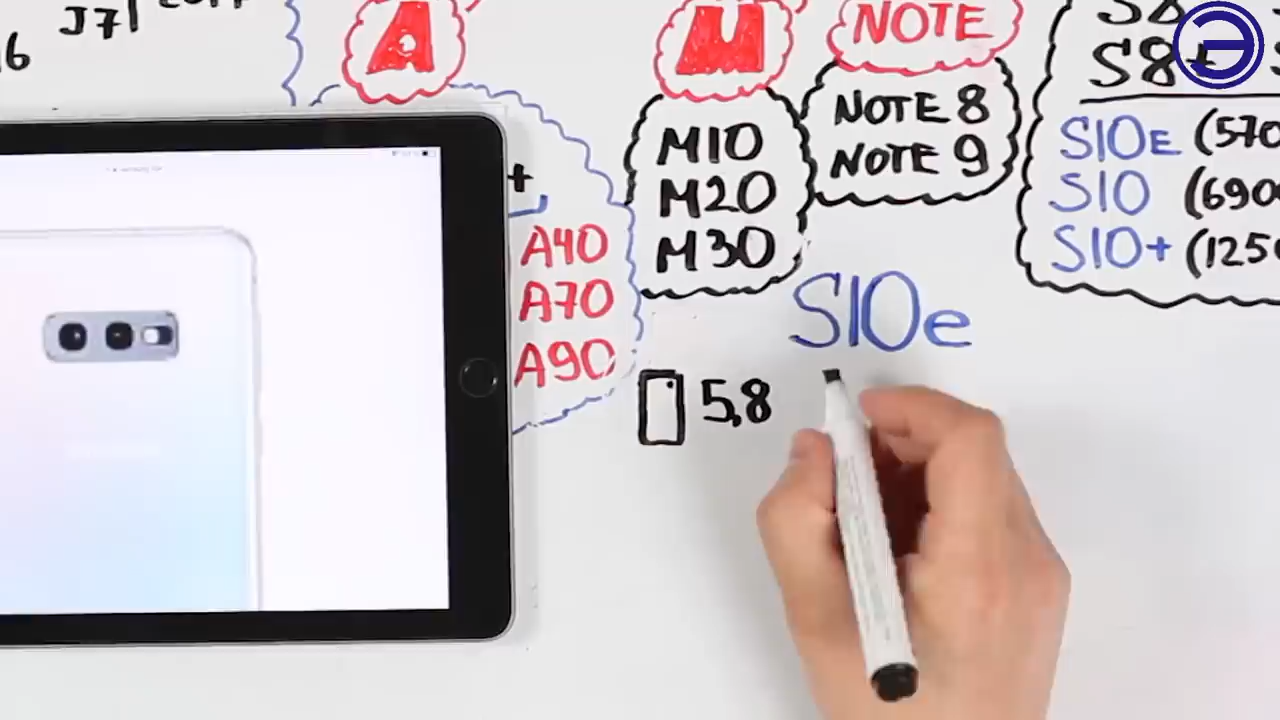 A
M10
M20
M30
NOTE
NOTE 8
NOTE 9
S8+
S10E (570
S10 (690
S10+ (125
+
A40
A70
A90
S10e
5,8
Э